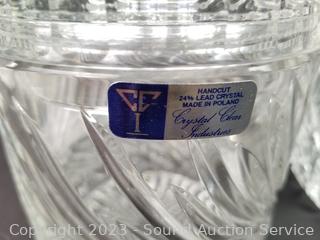 HANDCUT
24% LEAD CRYSTAL
MADE IN POLAND
Crystal Clear
Industries
Copyright 2023 - Sound Auction Service